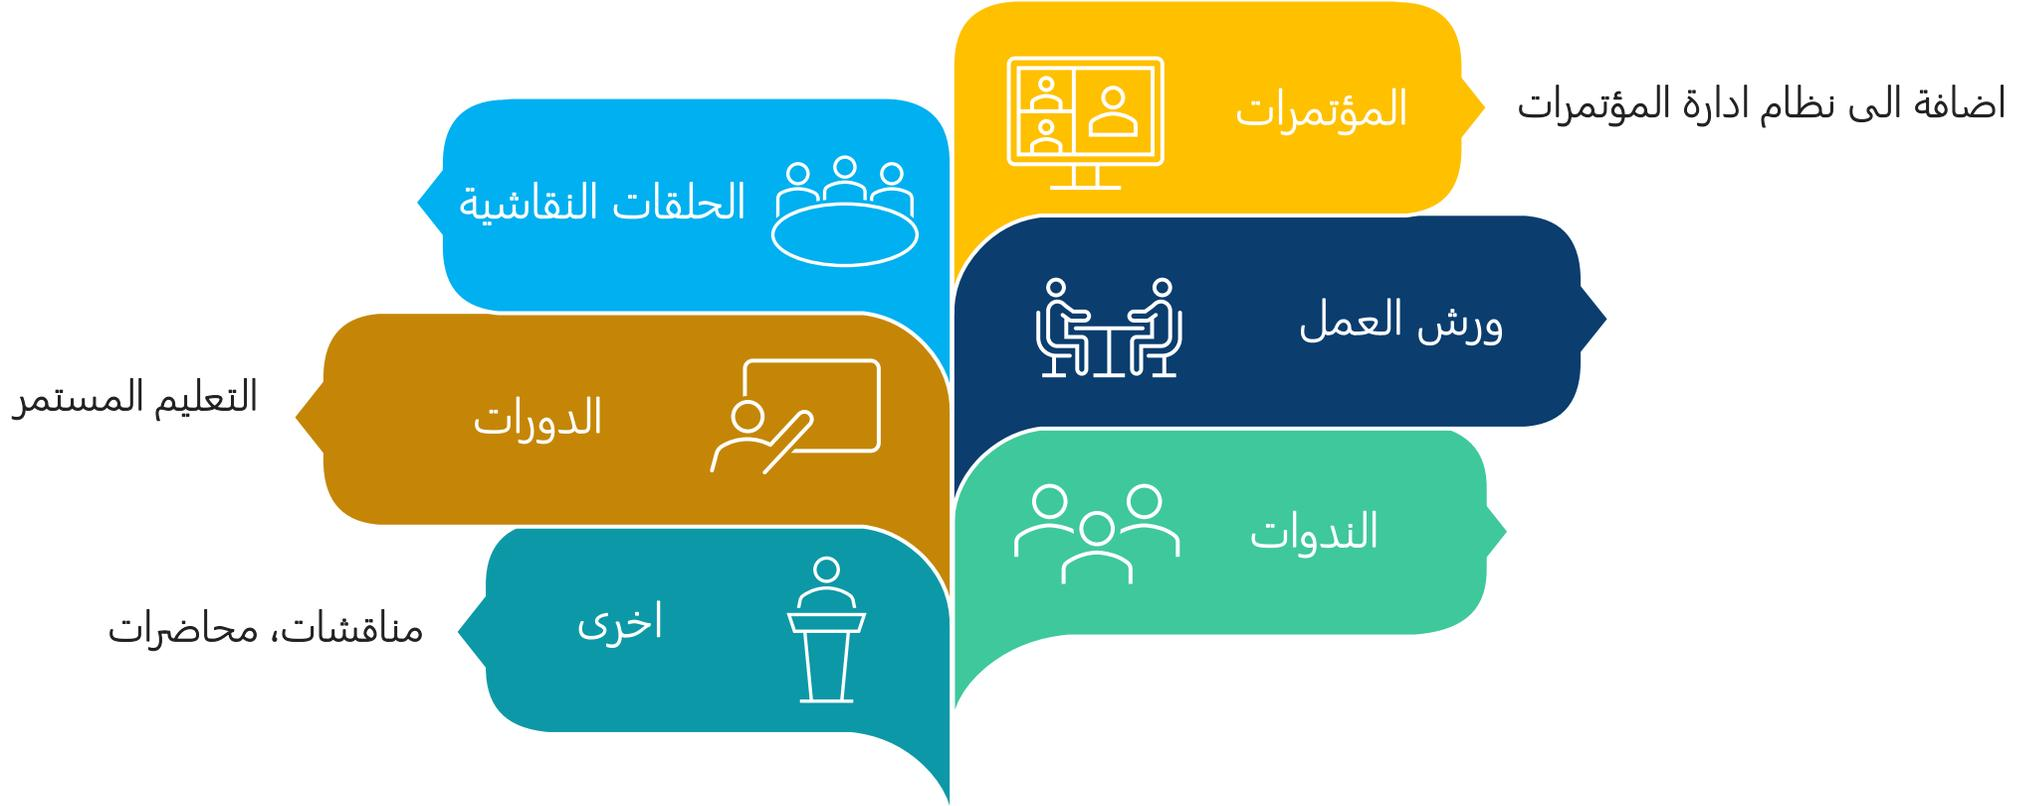 المؤتمرات
اضافة الى نظام ادارة المؤتمرات
ورش العمل
الندوات
الحلقات النقاشية
الدورات
التعليم المستمر
اخرى
مناقشات، محاضرات